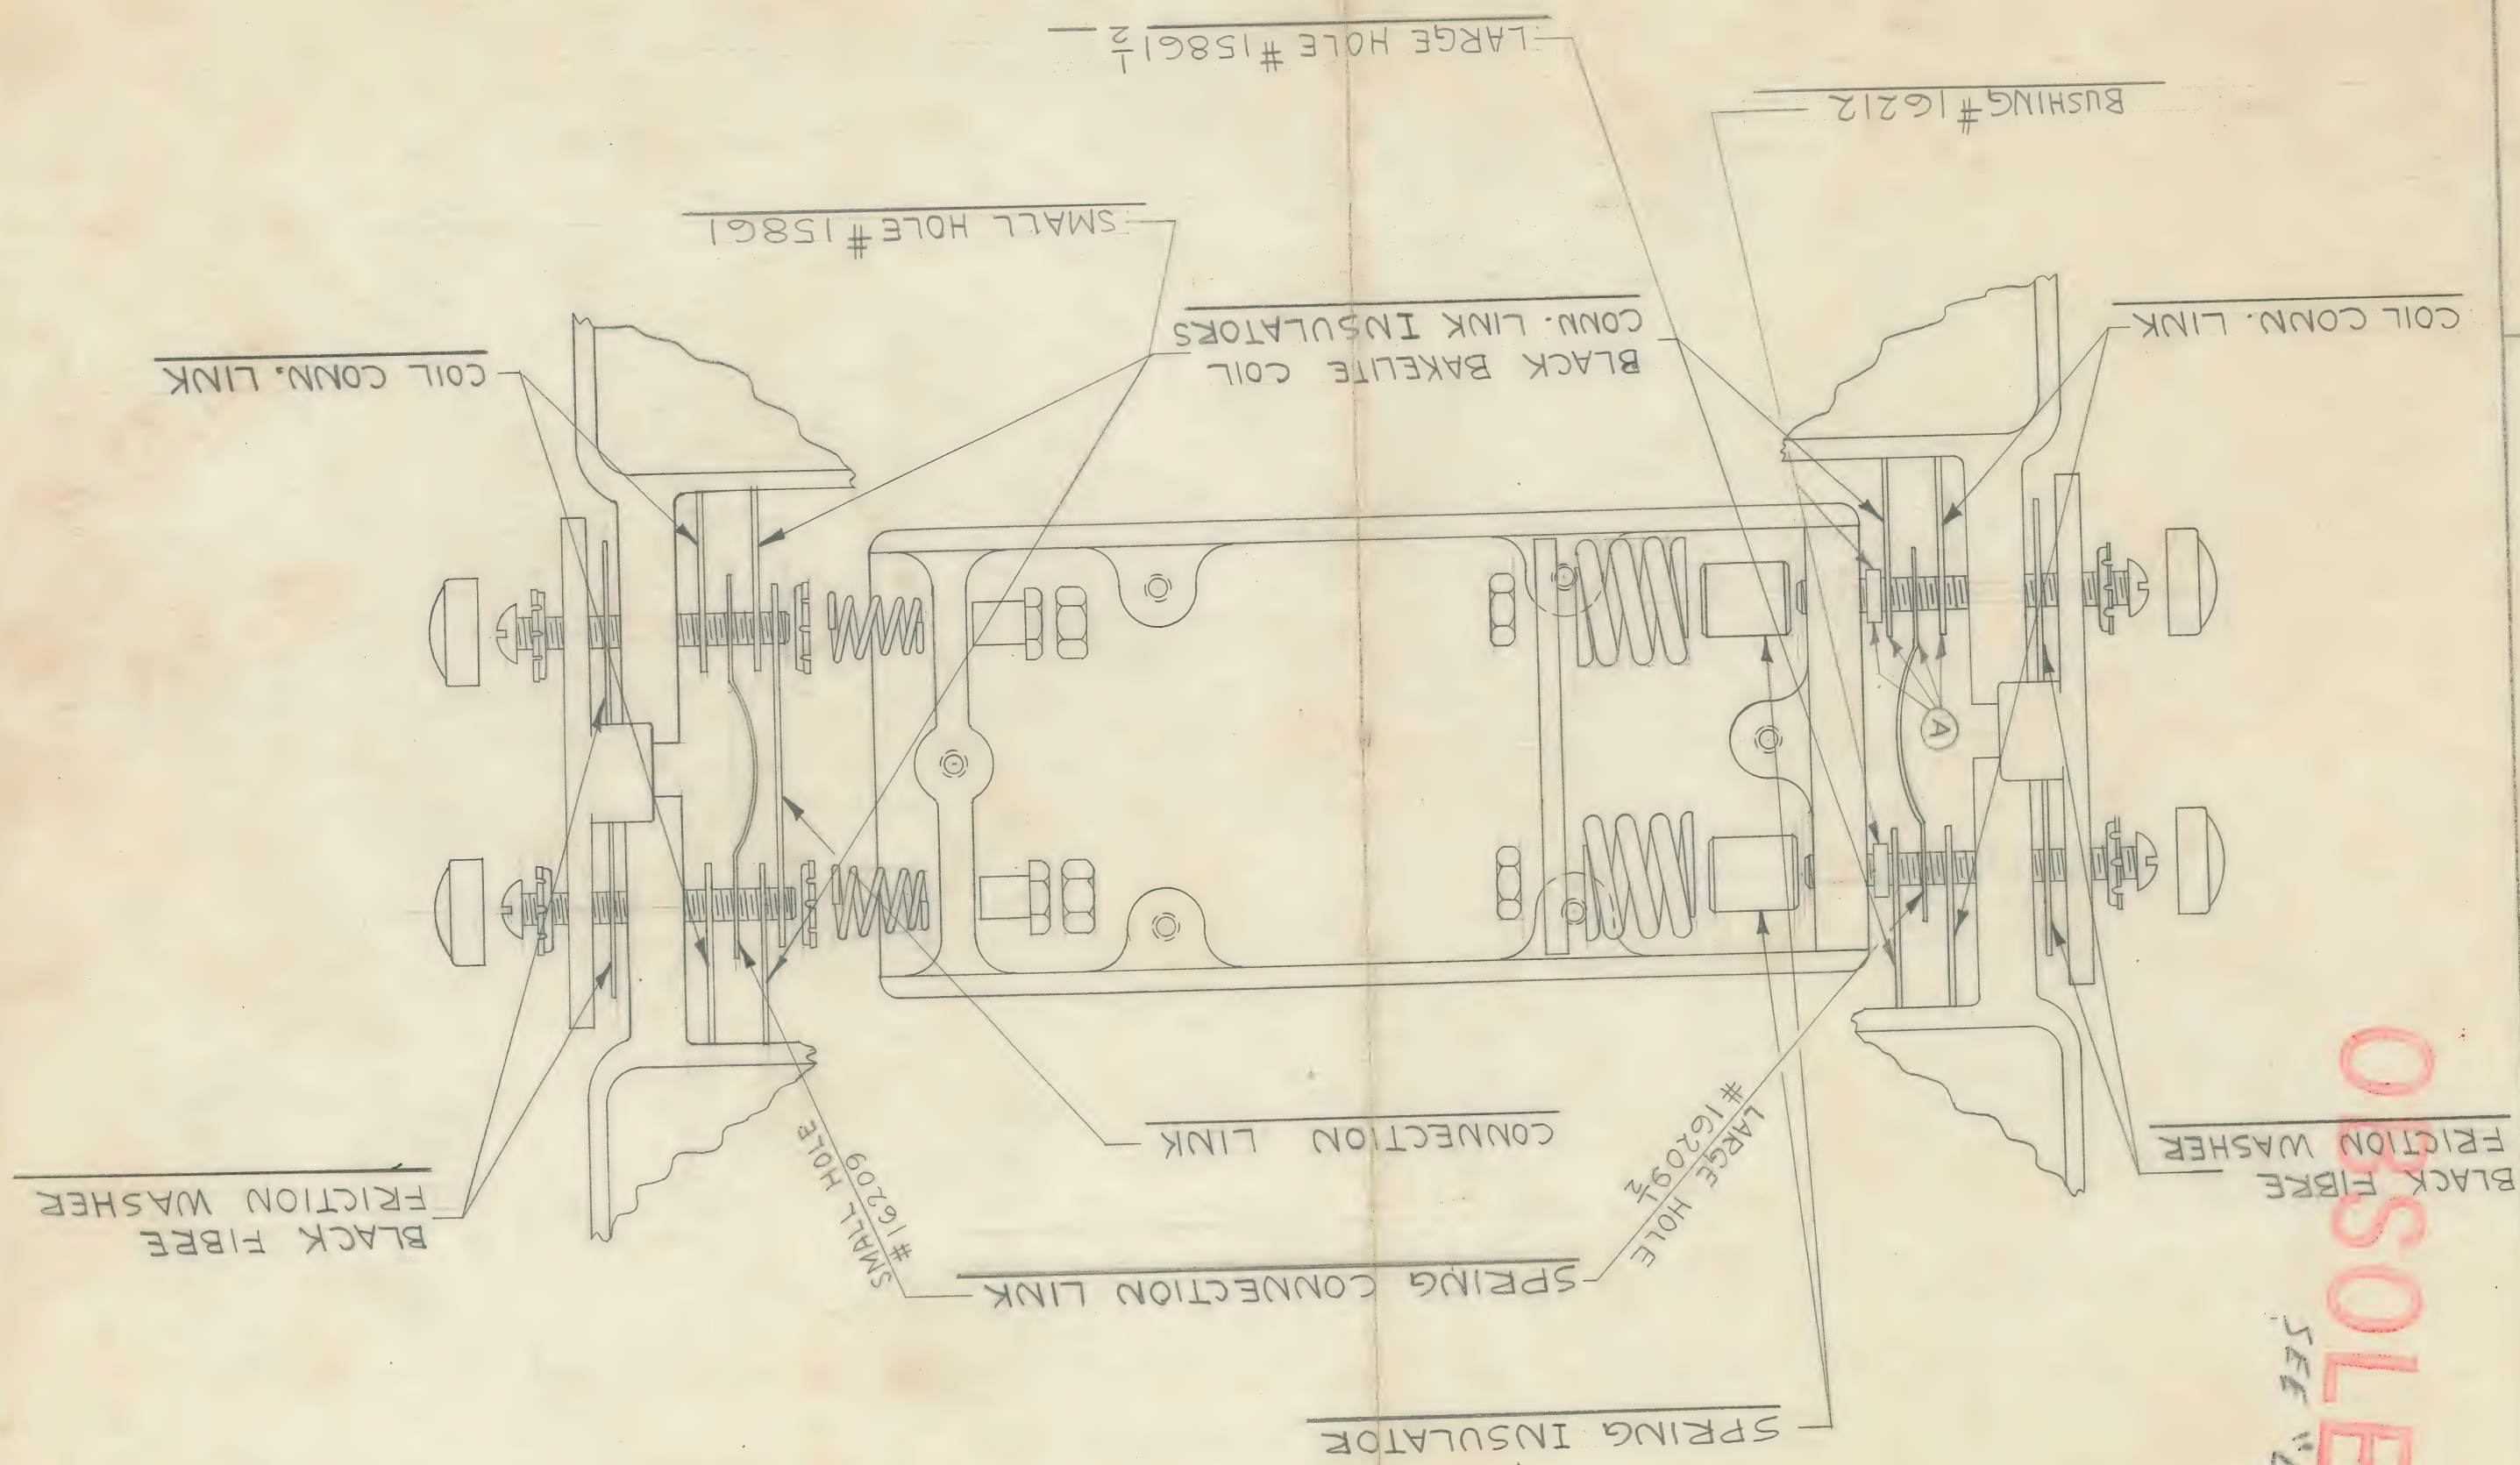 SPRING INSULATOR
SPRING CONNECTION LINK
SMALL HOLE
#16209
LARGE HOLE
#16209½
BLACK FIBRE
FRICTION WASHER
CONNECTION LINK
BLACK FIBRE
FRICTION WASHER
A
COIL CONN. LINK
BLACK BAKELITE COIL
CONN. LINK INSULATORS
COIL CONN. LINK
SMALL HOLE #15861
BUSHING #16212
LARGE HOLE #15861½
OBSOLE
SEE